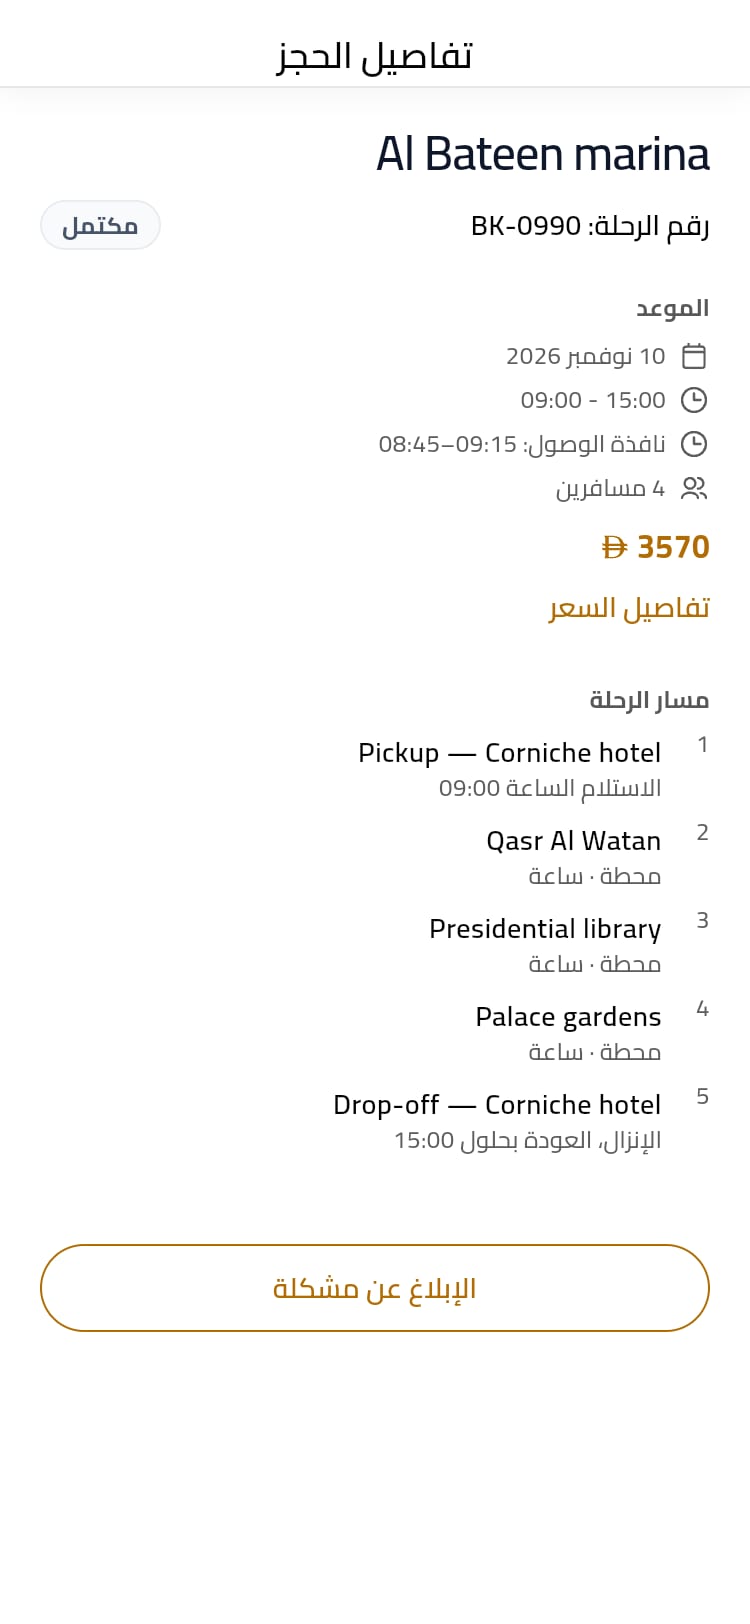 تفاصيل الحجز
Al Bateen marina
رقم الرحلة: BK-0990
مكتمل
الموعد
10 نوفمبر 2026
09:00 - 15:00
نافذة الوصول: 08:45–09:15
4 مسافرين
3570 AED
تفاصيل السعر
مسار الرحلة
1
Pickup — Corniche hotel
الاستلام الساعة 09:00
2
Qasr Al Watan
محطة · ساعة
3
Presidential library
محطة · ساعة
4
Palace gardens
محطة · ساعة
5
Drop-off — Corniche hotel
الإنزال، العودة بحلول 15:00
الإبلاغ عن مشكلة